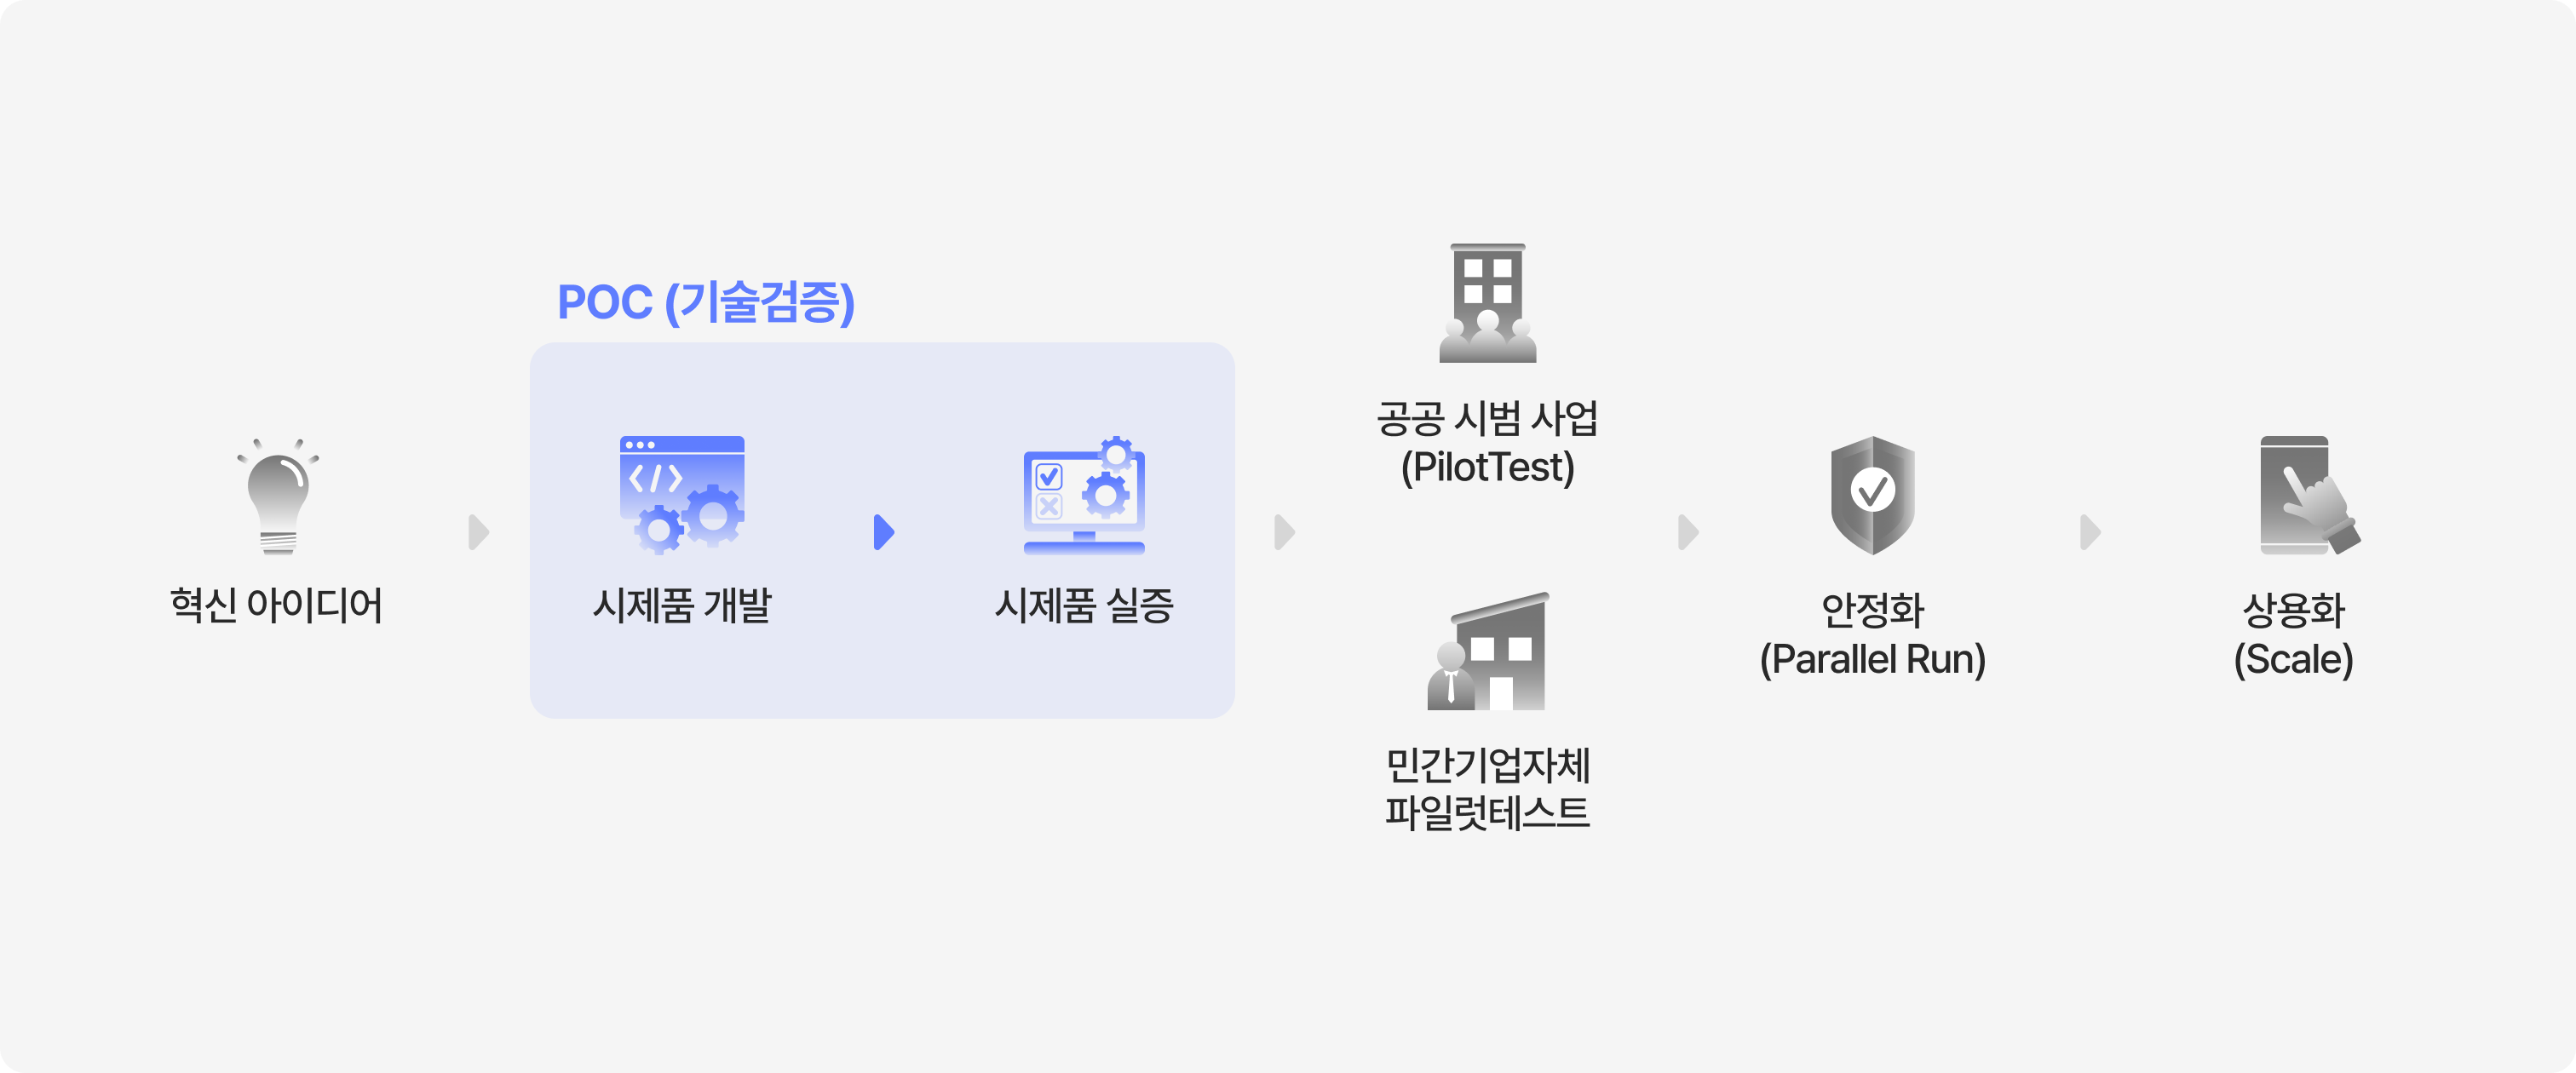 POC (기술검증)
혁신 아이디어
시제품 개발
시제품 실증
공공 시범 사업
(PilotTest)
민간기업자체
파일럿테스트
안정화
(Parallel Run)
상용화
(Scale)